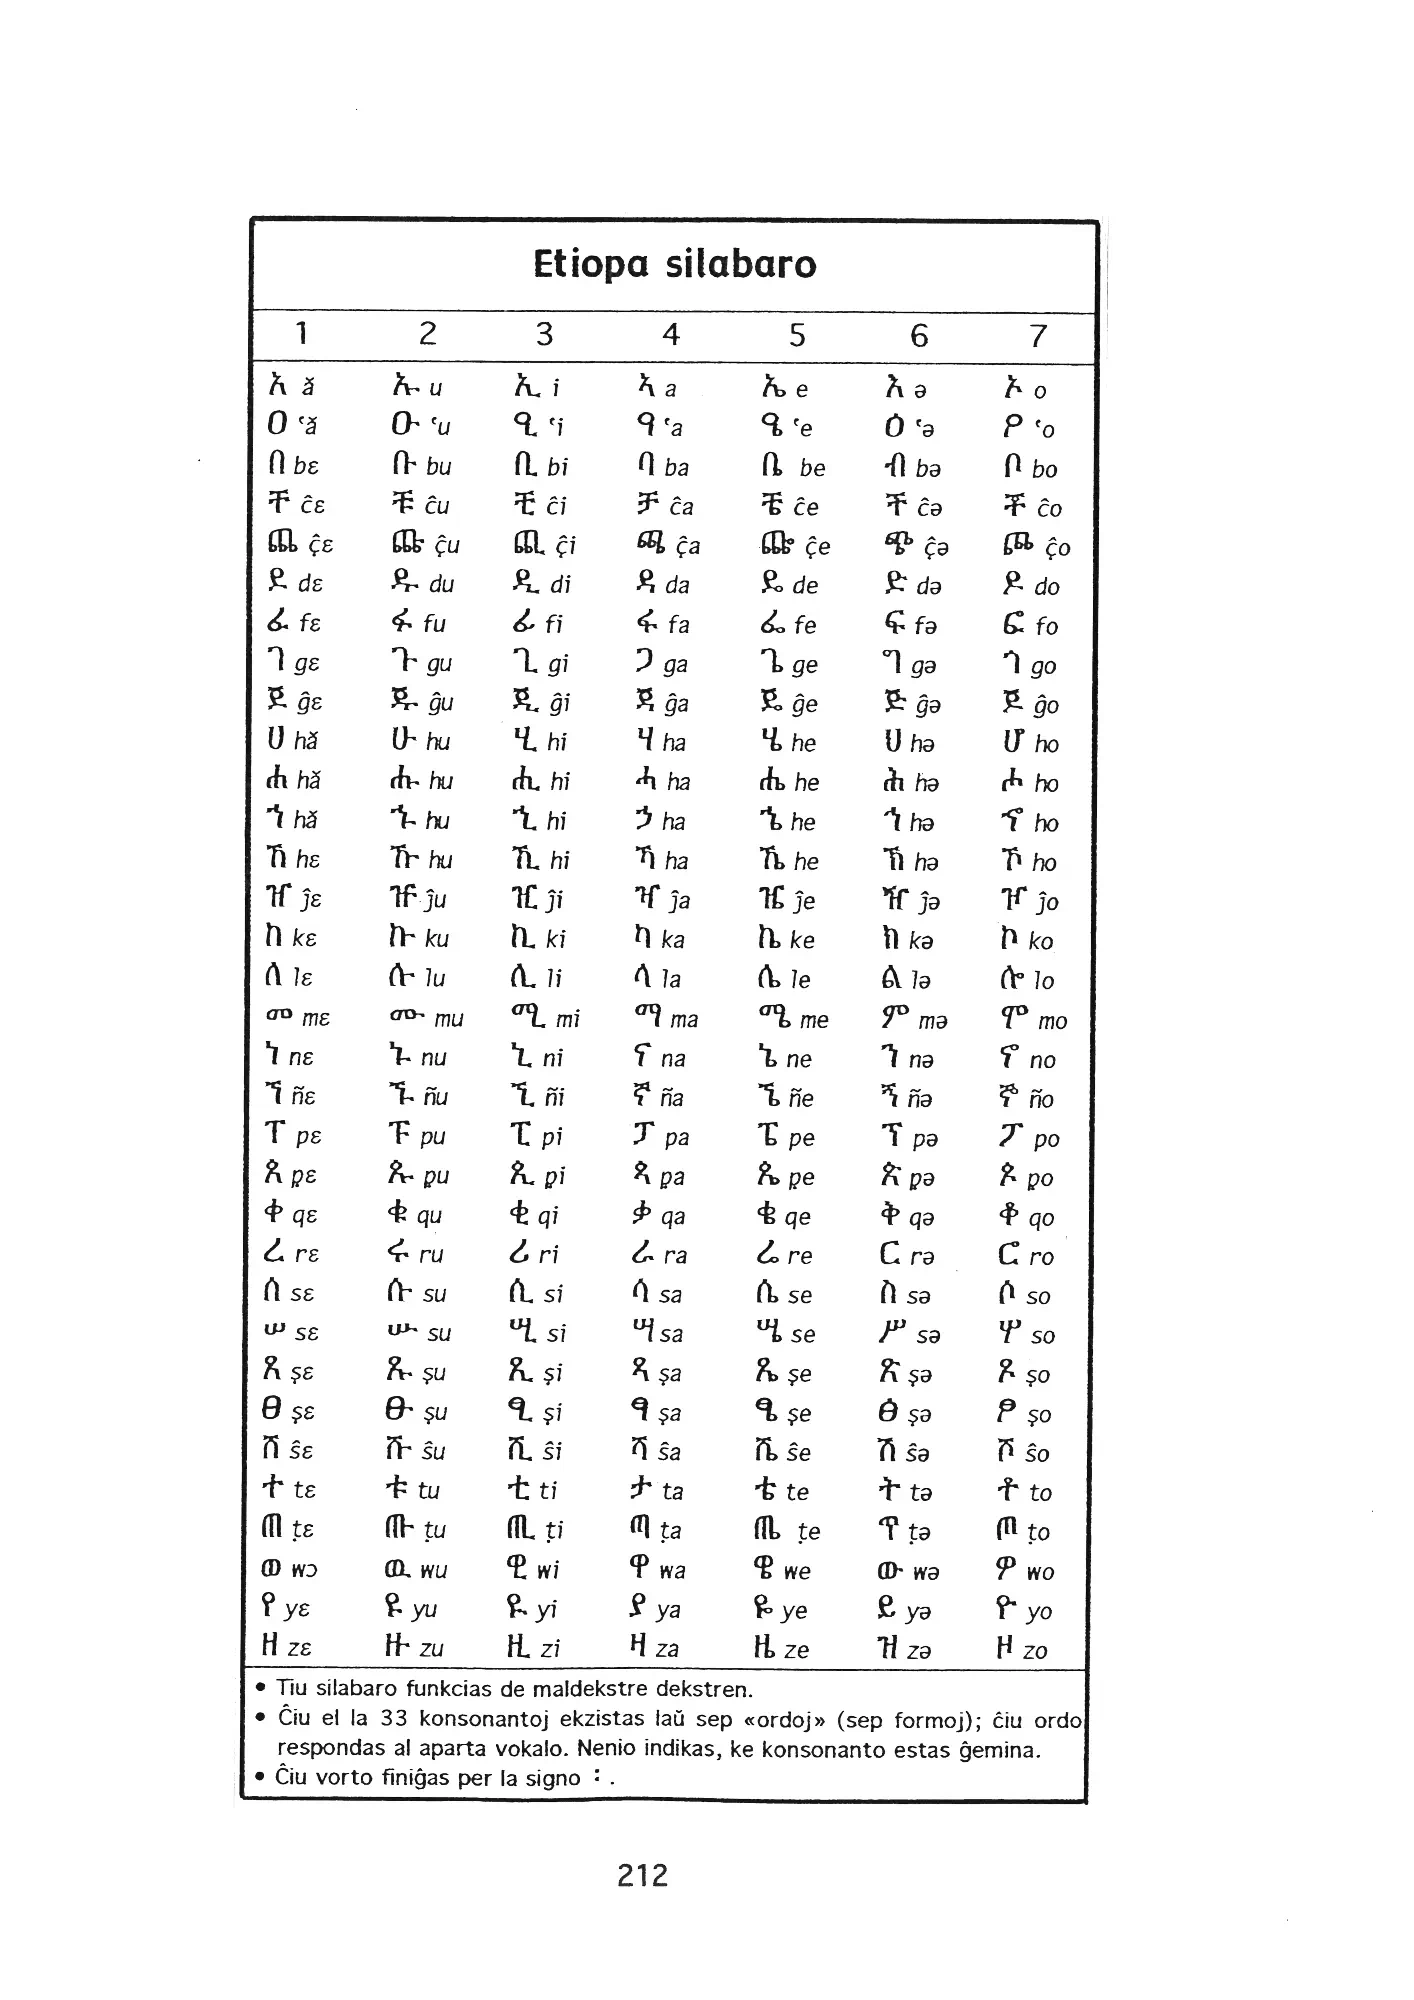 Etiopa silabaro
1 2 3 4 5 6 7
አ ă ኡ u ኢ i ኣ a ኤ e እ ə ኦ o
ዐ ʿă ዑ ʿu ዒ ʿi ዓ ʿa ዔ ʿe ዕ ʿə ዖ ʿo
በ bɛ ቡ bu ቢ bi ባ ba ቤ be ብ bə ቦ bo
ቸ ĉɛ ቹ ĉu ቺ ĉi ቻ ĉa ቼ ĉe ች ĉə ቾ ĉo
ጨ ç̂ɛ ጩ ç̂u ጪ ç̂i ጫ ç̂a ጬ ç̂e ጭ ç̂ə ጮ ç̂o
ደ dɛ ዱ du ዲ di ዳ da ዴ de ድ də ዶ do
ፈ fɛ ፉ fu ፊ fi ፋ fa ፌ fe ፍ fə ፎ fo
ገ gɛ ጉ gu ጊ gi ጋ ga ጌ ge ግ gə ጎ go
ጀ ĝɛ ጁ ĝu ጂ ĝi ጃ ĝa ጄ ĝe ጅ ĝə ጆ ĝo
ሀ hă ሁ hu ሂ hi ሃ ha ሄ he ህ hə ሆ ho
ሐ hă ሑ hu ሒ hi ሓ ha ሔ he ሕ hə ሖ ho
ኀ hă ኁ hu ኂ hi ኃ ha ኄ he ኅ hə ኆ ho
ኸ hɛ ኹ hu ኺ hi ኻ ha ኼ he ኽ hə ኾ ho
ዠ ĵɛ ዡ ĵu ዢ ĵi ዣ ĵa ዤ ĵe ዥ ĵə ዦ ĵo
ከ kɛ ኩ ku ኪ ki ካ ka ኬ ke ክ kə ኮ ko
ለ lɛ ሉ lu ሊ li ላ la ሌ le ል lə ሎ lo
መ mɛ ሙ mu ሚ mi ማ ma ሜ me ም mə ሞ mo
ነ nɛ ኑ nu ኒ ni ና na ኔ ne ን nə ኖ no
ኘ ñɛ ኙ ñu ኚ ñi ኛ ña ኜ ñe ኝ ñə ኞ ño
ፐ pɛ ፑ pu ፒ pi ፓ pa ፔ pe ፕ pə ፖ po
ጰ p̣ɛ ጱ p̣u ጲ p̣i ጳ p̣a ጴ p̣e ጵ p̣ə ጶ p̣o
ቀ qɛ ቁ qu ቂ qi ቃ qa ቄ qe ቅ qə ቆ qo
ረ rɛ ሩ ru ሪ ri ራ ra ሬ re ር rə ሮ ro
ሰ sɛ ሱ su ሲ si ሳ sa ሴ se ስ sə ሶ so
ሠ sɛ ሡ su ሢ si ሣ sa ሤ se ሥ sə ሦ so
ጸ şɛ ጹ şu ጺ şi ጻ şa ጼ şe ጽ şə ጾ şo
ፀ şɛ ፁ şu ፂ şi ፃ şa ፄ şe ፅ şə ፆ şo
ሸ ŝɛ ሹ ŝu ሺ ŝi ሻ ŝa ሼ ŝe ሽ ŝə ሾ ŝo
ተ tɛ ቱ tu ቲ ti ታ ta ቴ te ት tə ቶ to
ጠ ṭɛ ጡ ṭu ጢ ṭi ጣ ṭa ጤ ṭe ጥ ṭə ጦ ṭo
ወ wɔ ዉ wu ዊ wi ዋ wa ዌ we ው wə ዎ wo
የ yɛ ዩ yu ዪ yi ያ ya ዬ ye ይ yə ዮ yo
ዘ zɛ ዙ zu ዚ zi ዛ za ዜ ze ዝ zə ዞ zo
• Tiu silabaro funkcias de maldekstre dekstren.
• Ĉiu el la 33 konsonantoj ekzistas laŭ sep «ordoj» (sep formoj); ĉiu ordo
respondas al aparta vokalo. Nenio indikas, ke konsonanto estas ĝemina.
• Ĉiu vorto finiĝas per la signo ፡ .
212